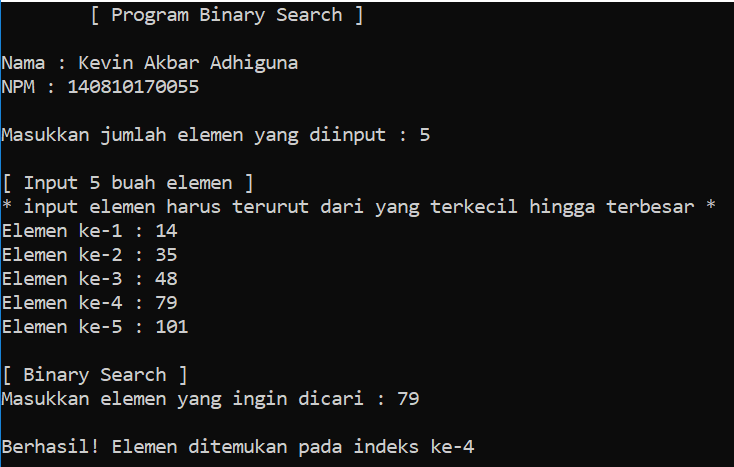 [ Program Binary Search ]
Nama : Kevin Akbar Adhiguna
NPM : 140810170055
Masukkan jumlah elemen yang diinput : 5
[ Input 5 buah elemen ]
* input elemen harus terurut dari yang terkecil hingga terbesar *
Elemen ke-1 : 14
Elemen ke-2 : 35
Elemen ke-3 : 48
Elemen ke-4 : 79
Elemen ke-5 : 101
[ Binary Search ]
Masukkan elemen yang ingin dicari : 79
Berhasil! Elemen ditemukan pada indeks ke-4